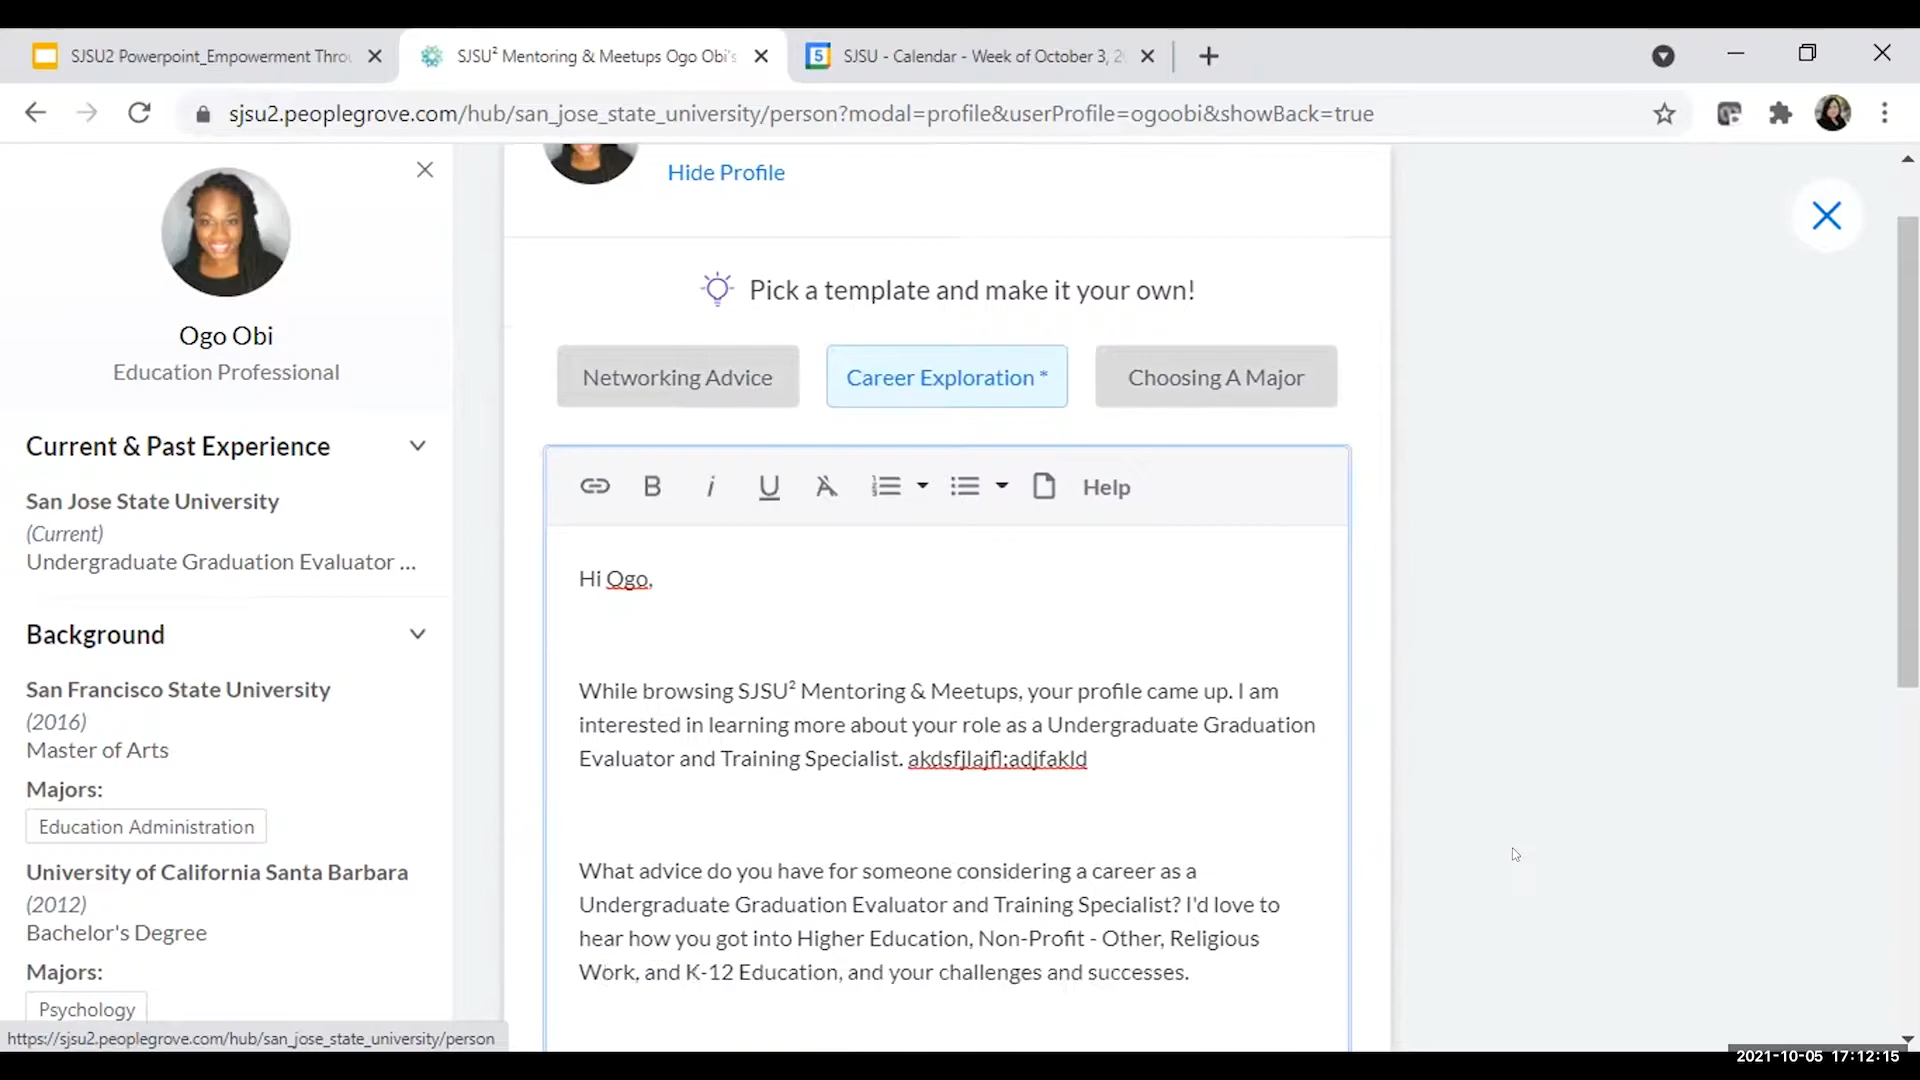 SJSU2 Powerpoint_Empowerment Thro
SJSU² Mentoring & Meetups Ogo Obi's
5
SJSU - Calendar - Week of October 3, 2
sjsu2.peoplegrove.com/hub/san_jose_state_university/person?modal=profile&userProfile=ogoobi&showBack=true
Ogo Obi
Education Professional
Current & Past Experience
San Jose State University
(Current)
Undergraduate Graduation Evaluator ...
Background
San Francisco State University
(2016)
Master of Arts
Majors:
Education Administration
University of California Santa Barbara
(2012)
Bachelor's Degree
Majors:
Psychology
https://sjsu2.peoplegrove.com/hub/san_jose_state_university/person
Hide Profile
Pick a template and make it your own!
Networking Advice
Career Exploration *
Choosing A Major
B i U Help
Hi Ogo,
While browsing SJSU² Mentoring & Meetups, your profile came up. I am
interested in learning more about your role as a Undergraduate Graduation
Evaluator and Training Specialist. akdsfjlajfl;adjfakld
What advice do you have for someone considering a career as a
Undergraduate Graduation Evaluator and Training Specialist? I'd love to
hear how you got into Higher Education, Non-Profit - Other, Religious
Work, and K-12 Education, and your challenges and successes.
2021-10-05 17:12:15